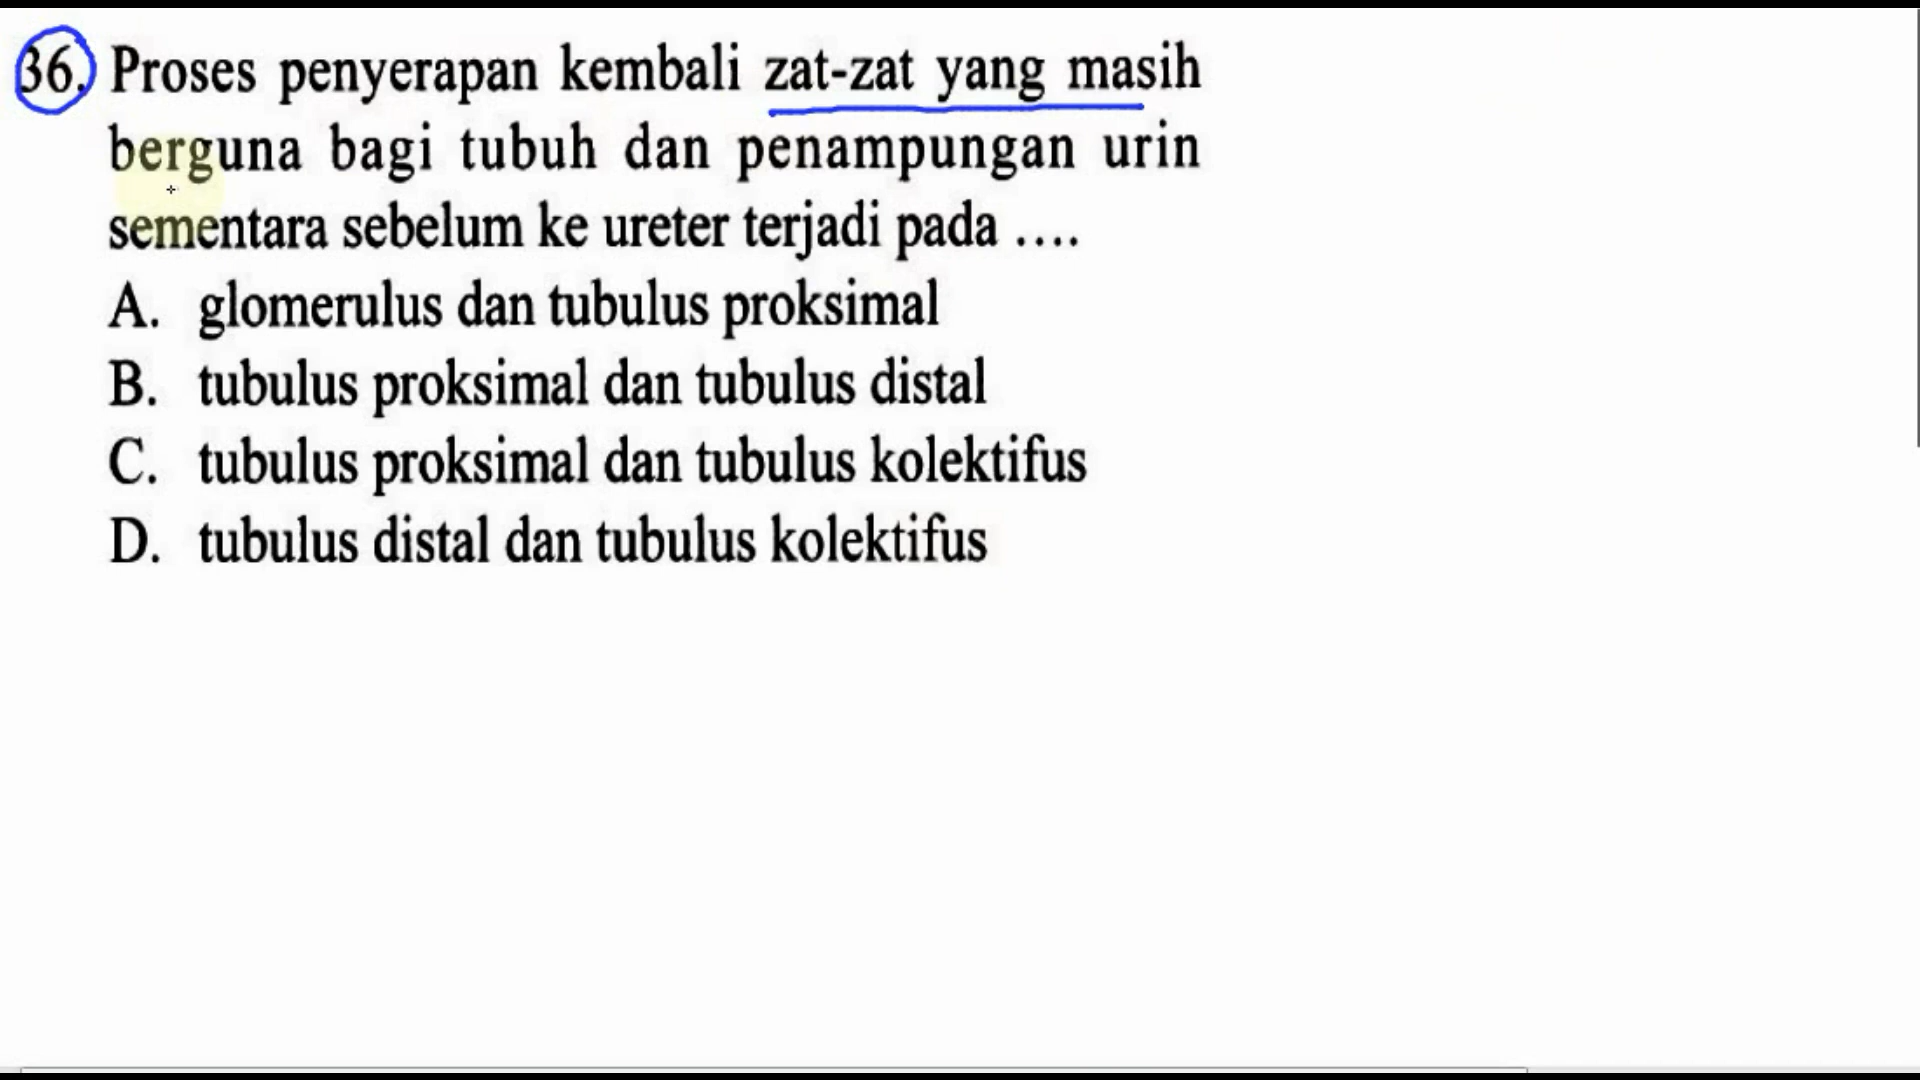 36. Proses penyerapan kembali zat-zat yang masih
berguna bagi tubuh dan penampungan urin
sementara sebelum ke ureter terjadi pada ....
A. glomerulus dan tubulus proksimal
B. tubulus proksimal dan tubulus distal
C. tubulus proksimal dan tubulus kolektifus
D. tubulus distal dan tubulus kolektifus